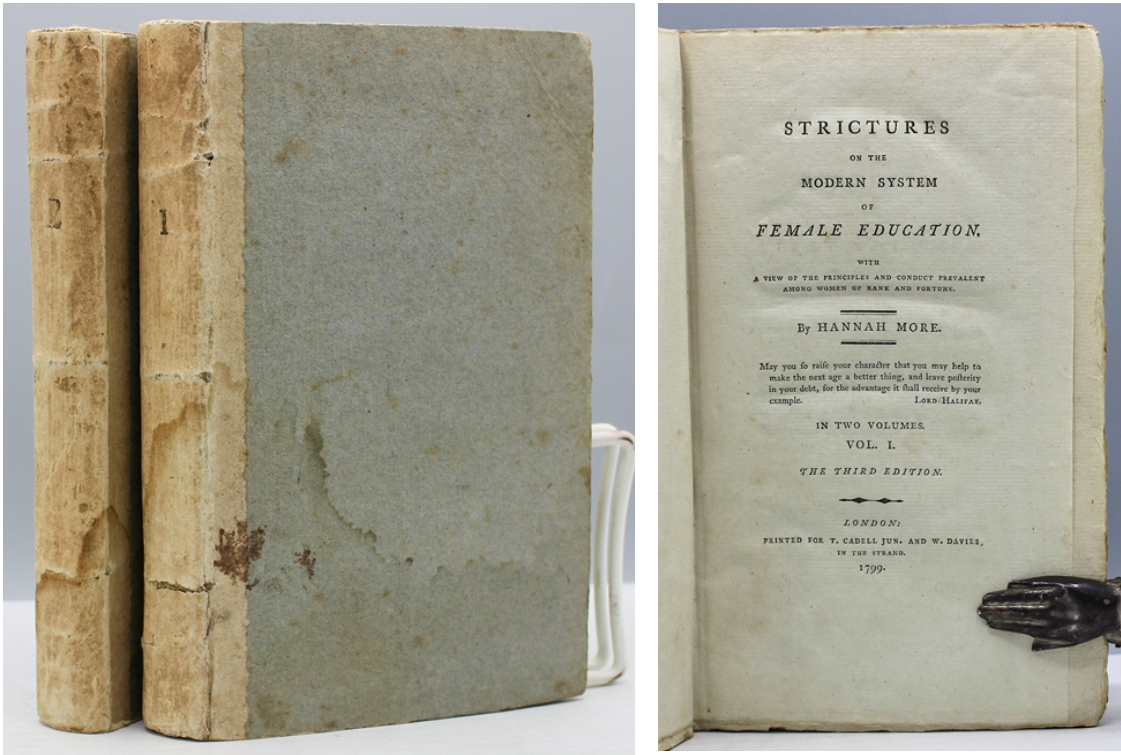 2
1
STRICTURES
ON THE
MODERN SYSTEM
OF
FEMALE EDUCATION,
WITH
A VIEW OF THE PRINCIPLES AND CONDUCT PREVALENT
AMONG WOMEN OF RANK AND FORTUNE.
By HANNAH MORE.
May you ſo raiſe your character that you may help to
make the next age a better thing, and leave poſterity
in your debt, for the advantage it ſhall receive by your
example. LORD HALIFAX.
IN TWO VOLUMES.
VOL. I.
THE THIRD EDITION.
LONDON:
PRINTED FOR T. CADELL JUN. AND W. DAVIES,
IN THE STRAND.
1799.